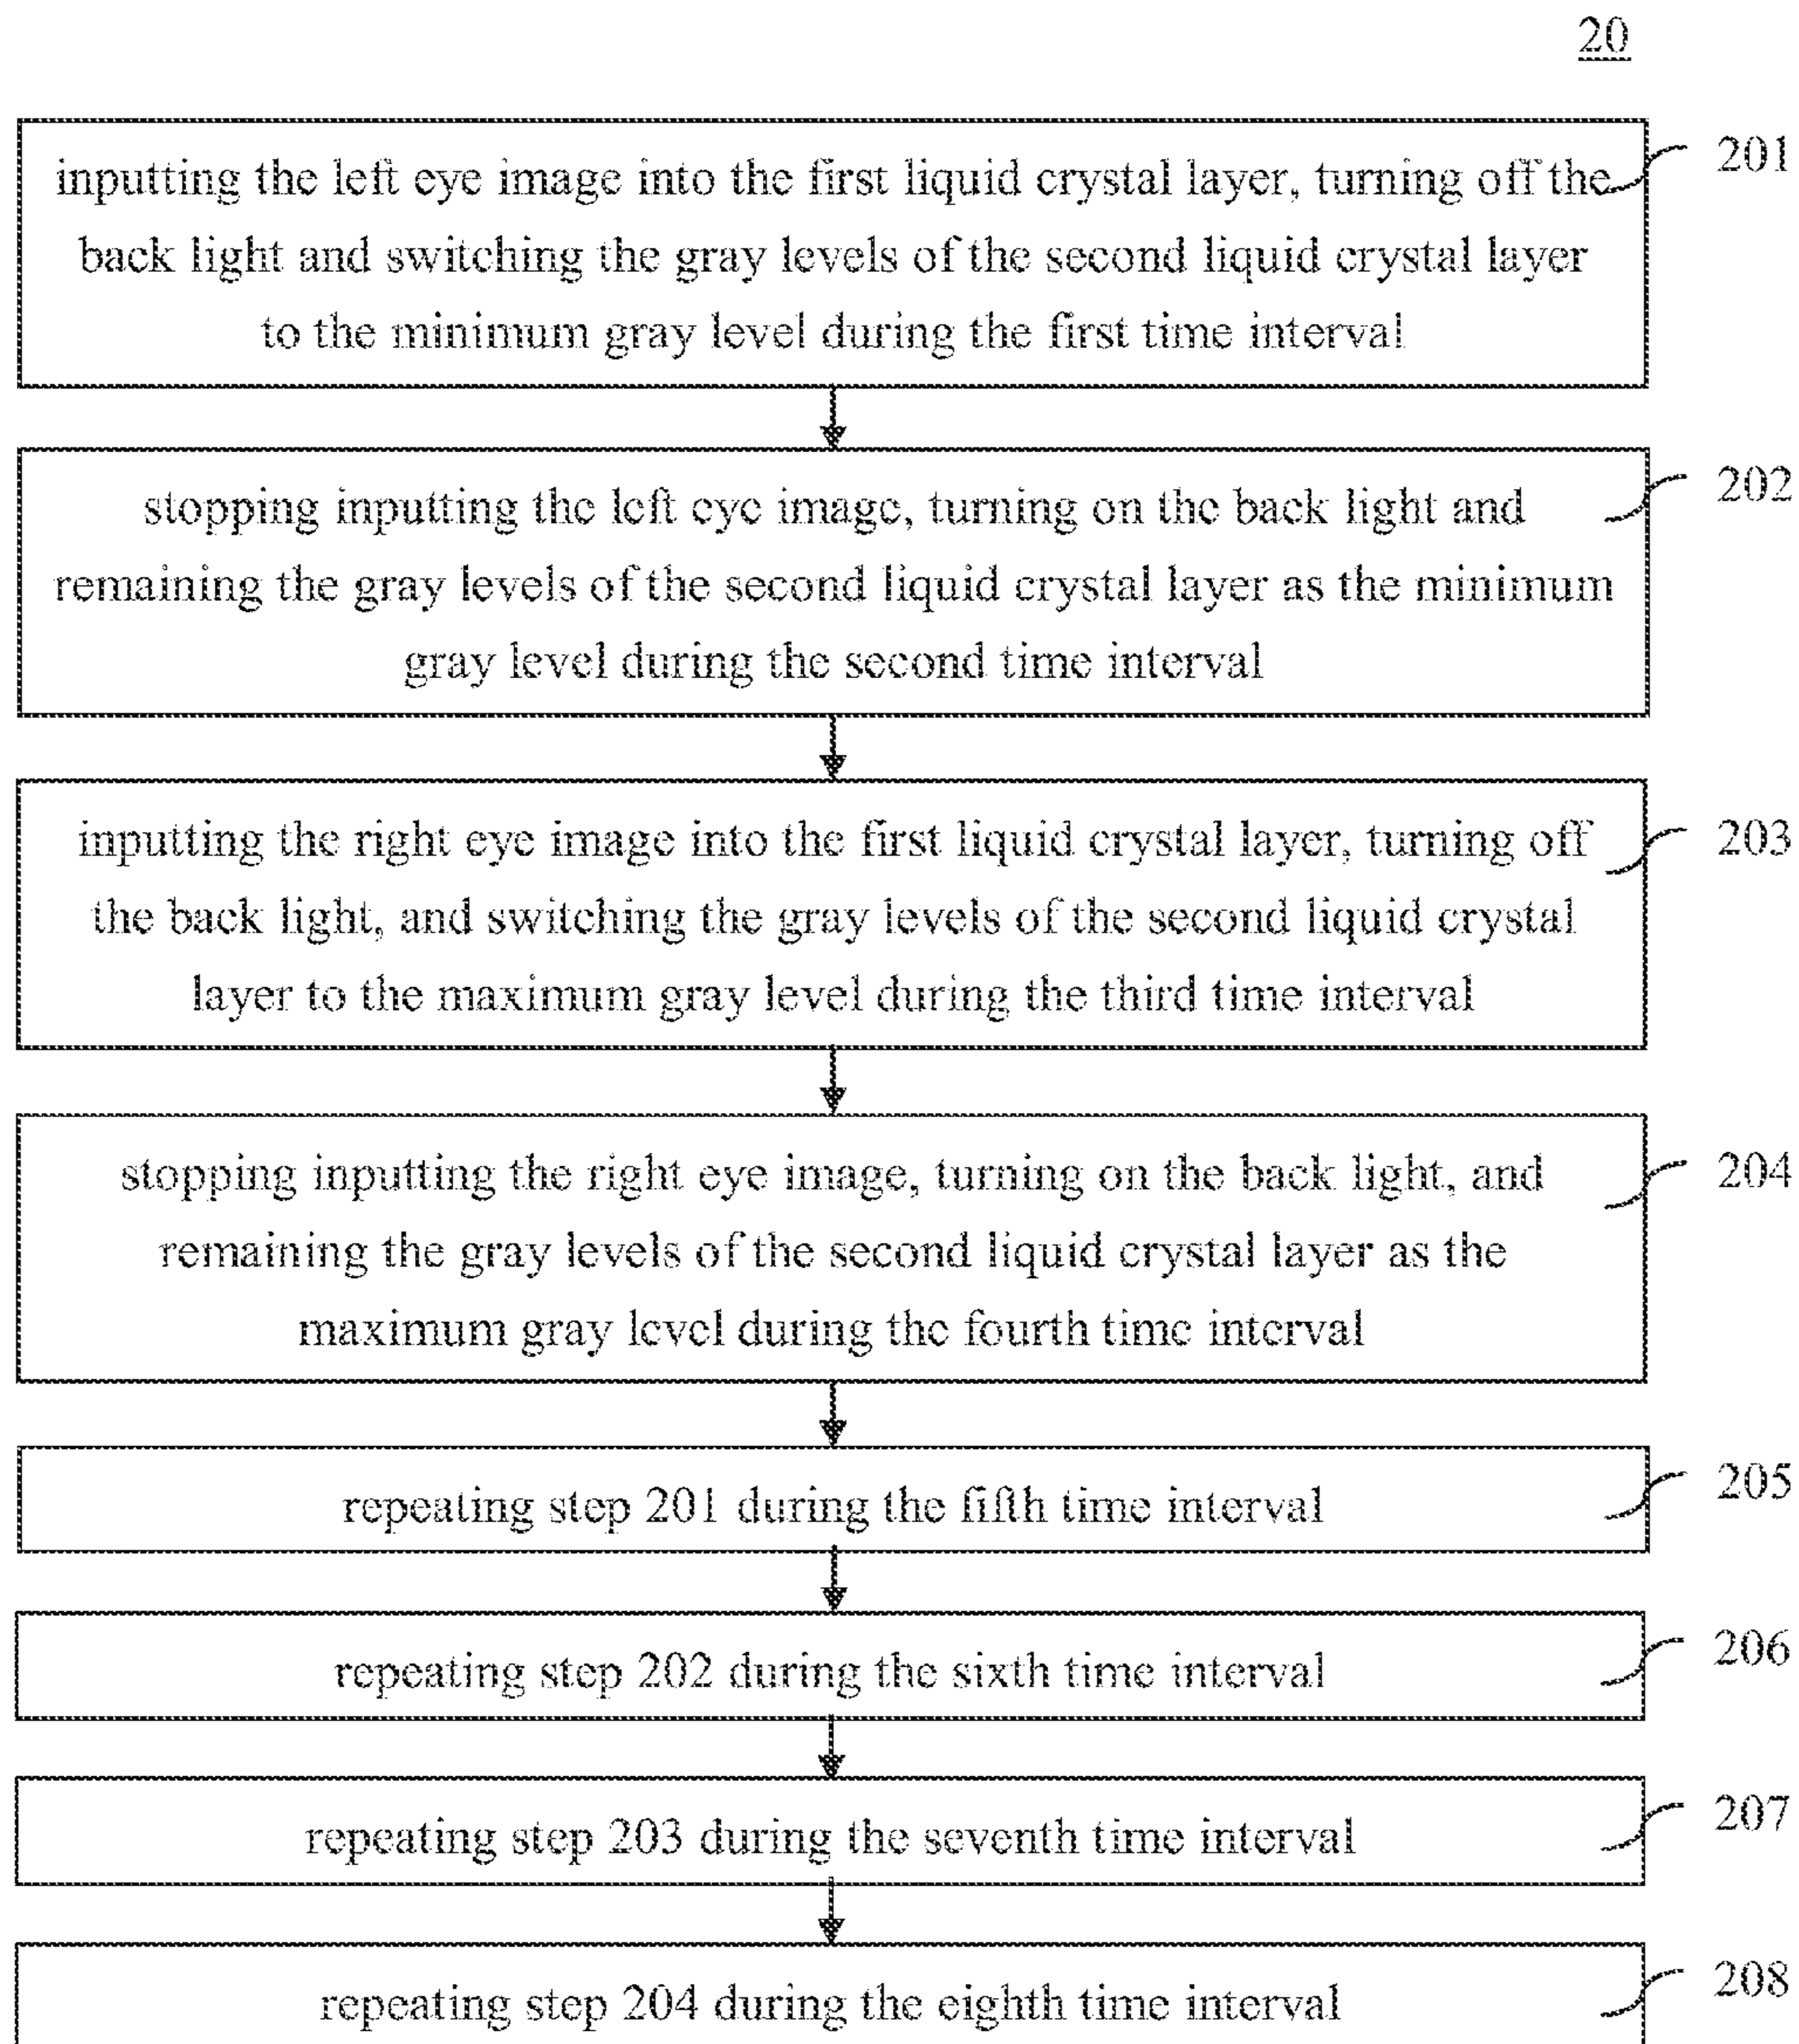 20
inputting the left eye image into the first liquid crystal layer, turning off the
201
back light and switching the gray levels of the second liquid crystal layer
to the minimum gray level during the first time interval
stopping inputting the left eye image, turning on the back light and
202
remaining the gray levels of the second liquid crystal layer as the minimum
gray level during the second time interval
inputting the right eye image into the first liquid crystal layer, turning off
203
the back light, and switching the gray levels of the second liquid crystal
layer to the maximum gray level during the third time interval
stopping inputting the right eye image, turning on the back light, and
204
remaining the gray levels of the second liquid crystal layer as the
maximum gray level during the fourth time interval
repeating step 201 during the fifth time interval
205
repeating step 202 during the sixth time interval
206
repeating step 203 during the seventh time interval
207
repeating step 204 during the eighth time interval
208